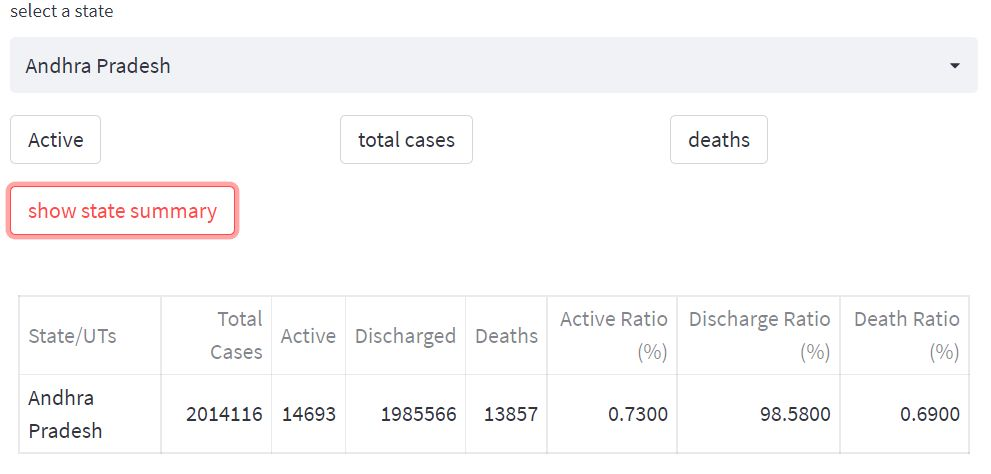 select a state
Andhra Pradesh
Active total cases deaths
show state summary
State/UTs Total Cases Active Discharged Deaths Active Ratio (%) Discharge Ratio (%) Death Ratio (%)
Andhra Pradesh 2014116 14693 1985566 13857 0.7300 98.5800 0.6900